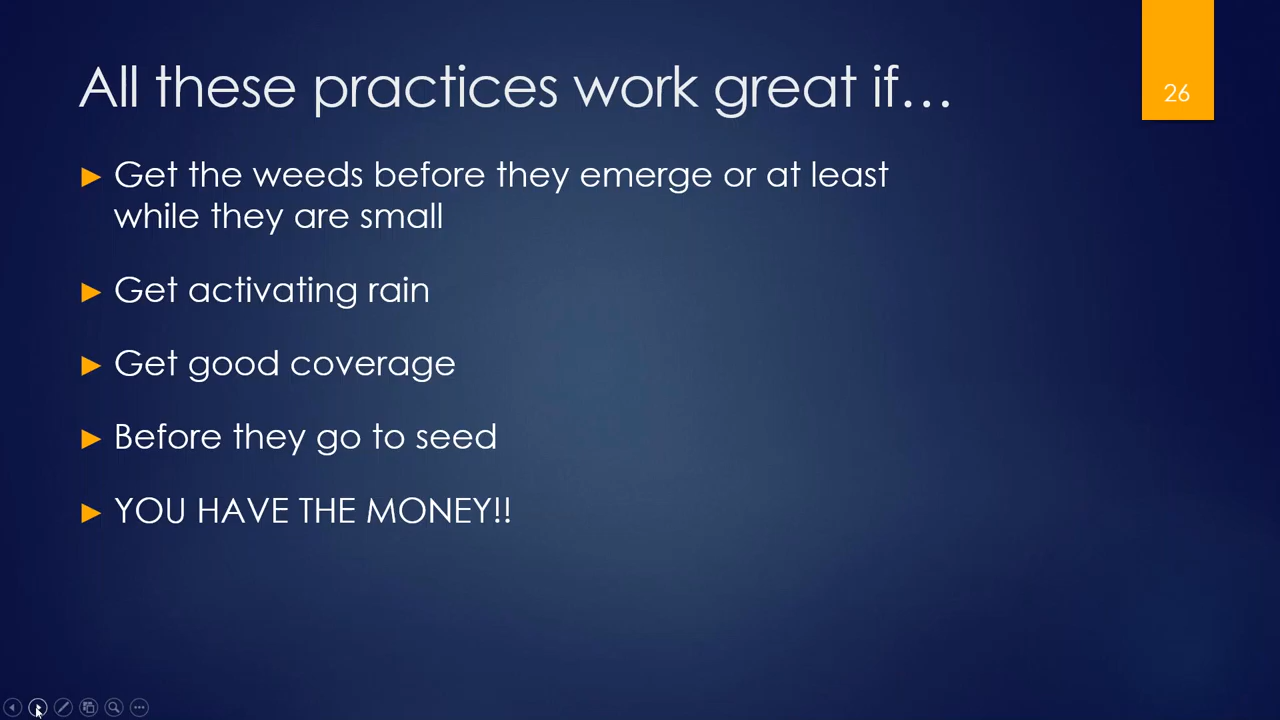 All these practices work great if…
26
Get the weeds before they emerge or at least
while they are small
Get activating rain
Get good coverage
Before they go to seed
YOU HAVE THE MONEY!!